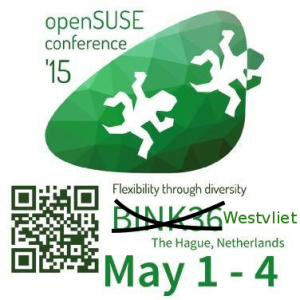 openSUSE
conference
'15
Flexibility through diversity
BINK36 Westvliet
The Hague, Netherlands
May 1 - 4